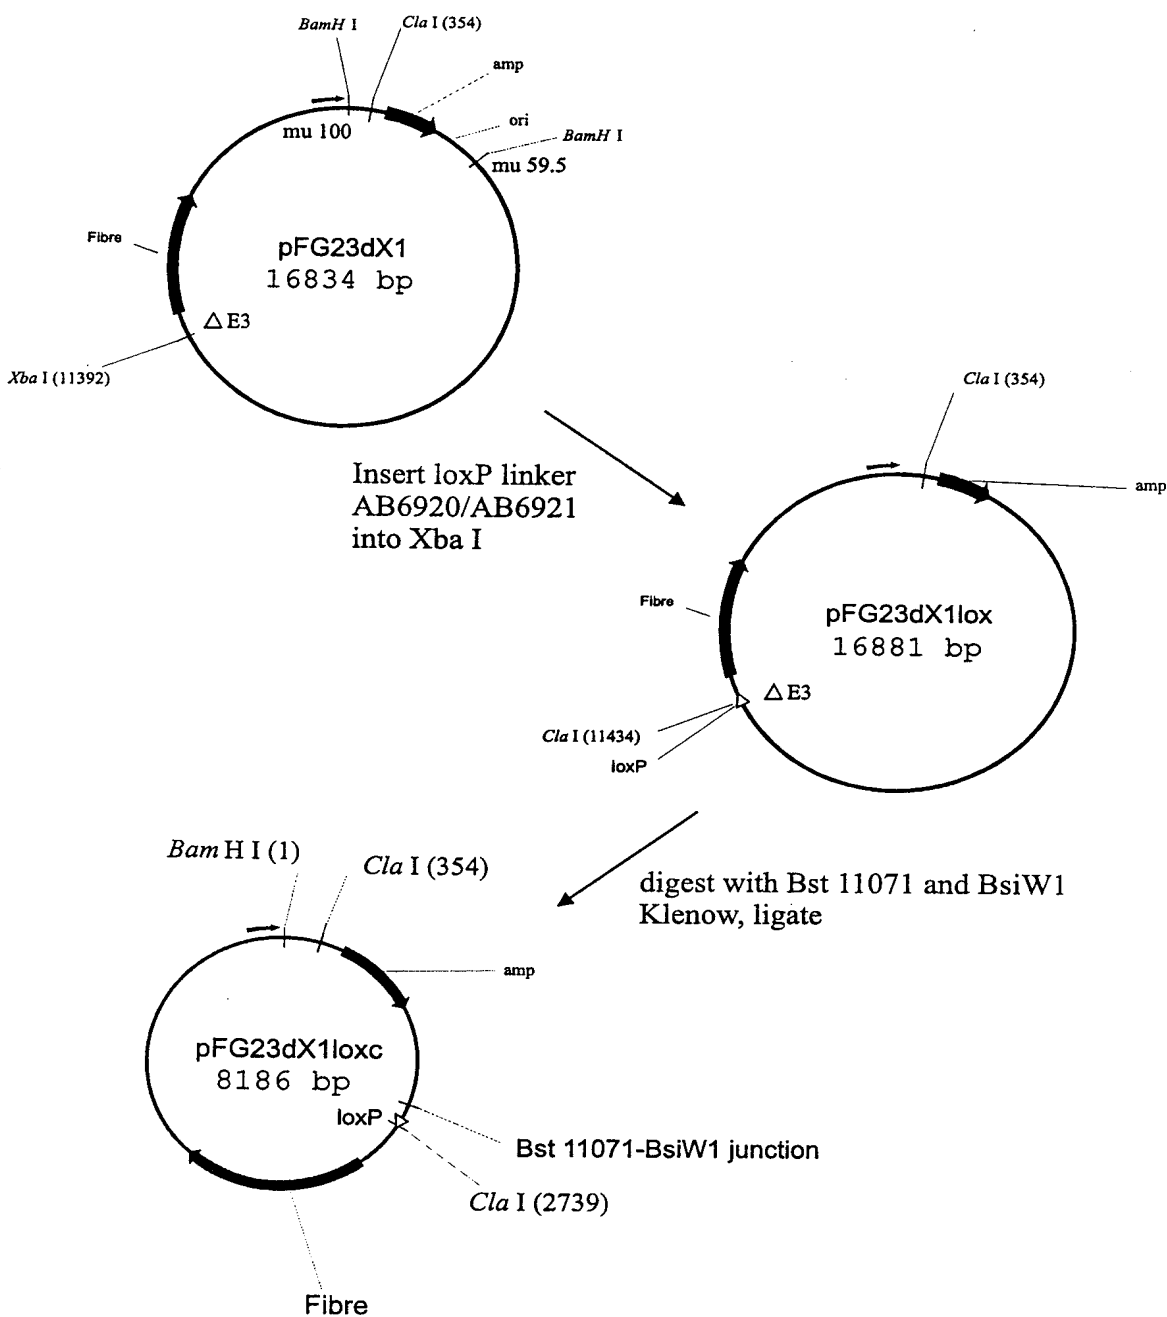 BamH I
Cla I (354)
amp
ori
BamH I
mu 100
mu 59.5
Fibre
pFG23dX1
16834 bp
△ E3
Xba I (11392)
Insert loxP linker
AB6920/AB6921
into Xba I
Cla I (354)
amp
Fibre
pFG23dX1lox
16881 bp
△ E3
Cla I (11434)
loxP
digest with Bst 11071 and BsiW1
Klenow, ligate
Bam H I (1)
Cla I (354)
amp
pFG23dX1loxc
8186 bp
loxP
Bst 11071-BsiW1 junction
Cla I (2739)
Fibre